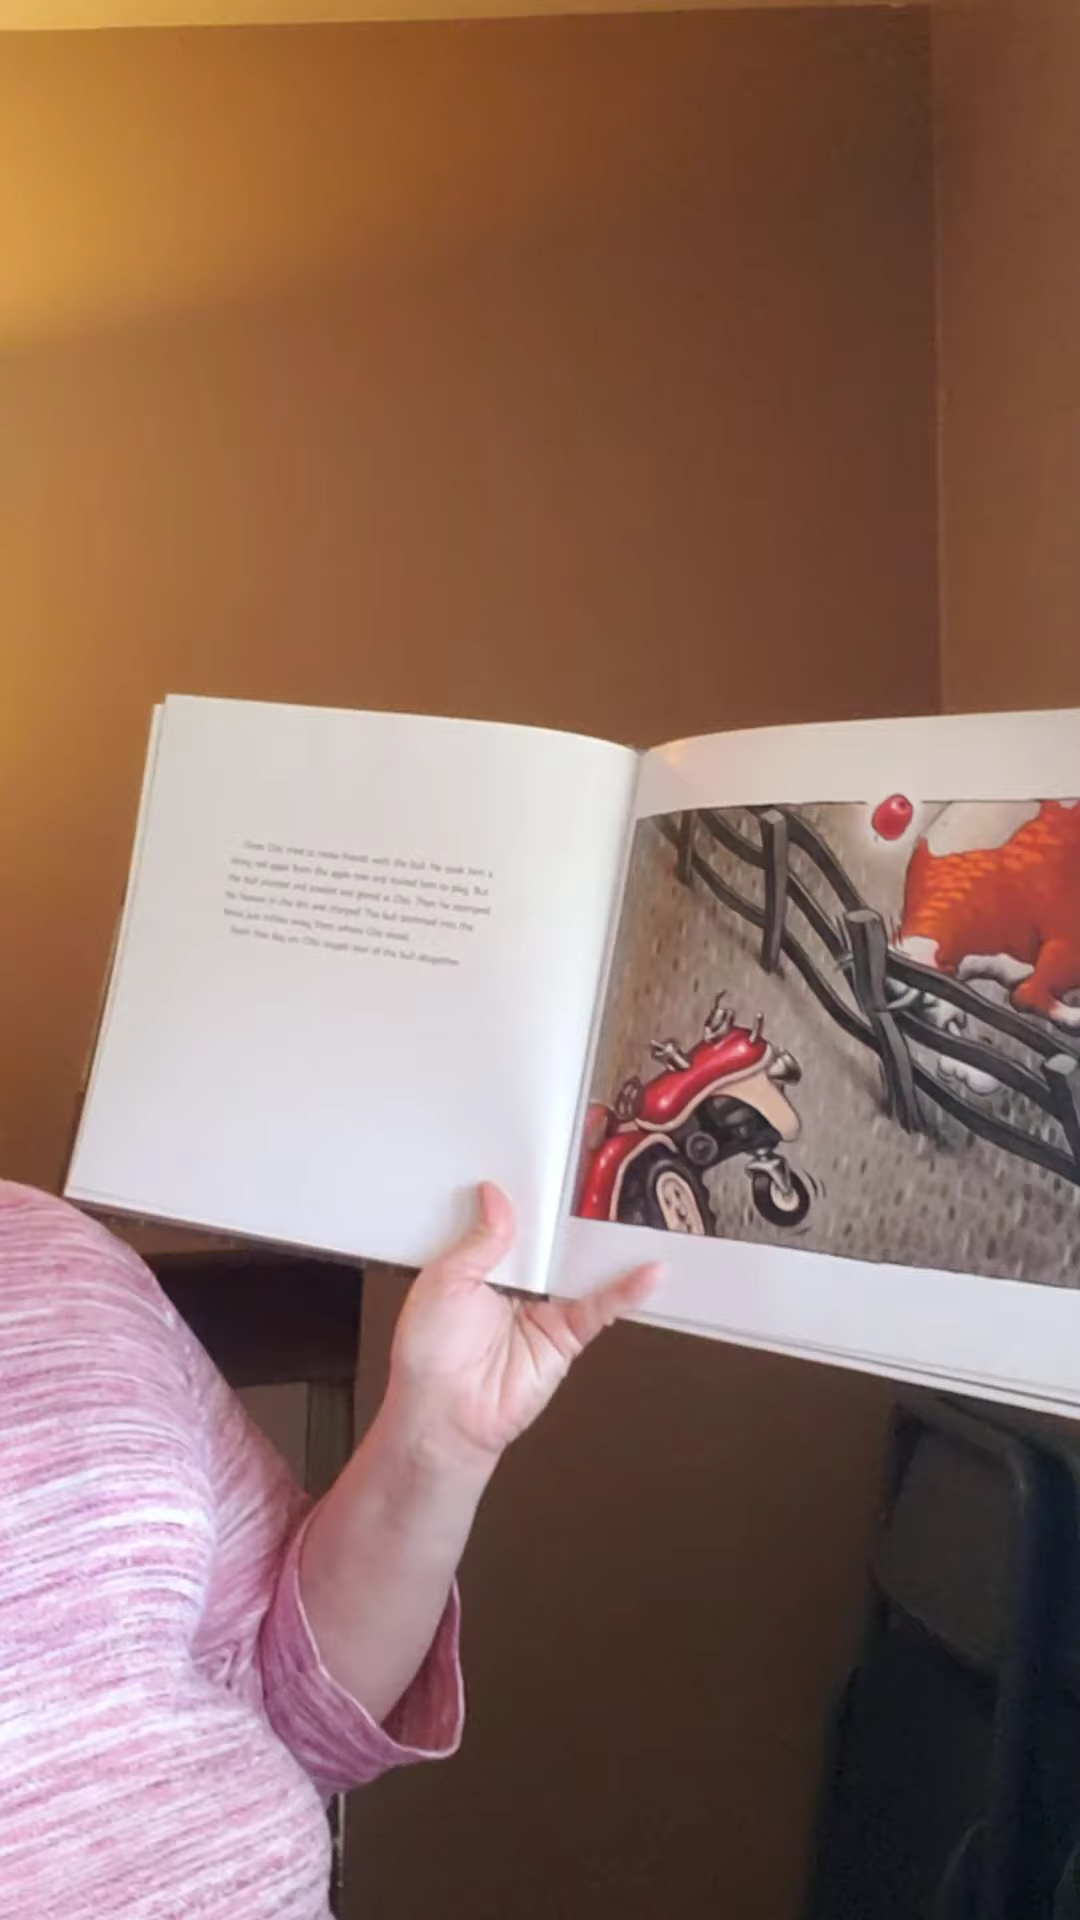 Once Otis tried to make friends with the bull. He took him a
shiny red apple from the apple tree and invited him to play. But
the bull snorted and snorted and glared at Otis. Then he stomped
his hooves in the dirt and charged! The bull slammed into the
fence just inches away from where Otis stood.
From that day on, Otis stayed clear of the bull altogether.